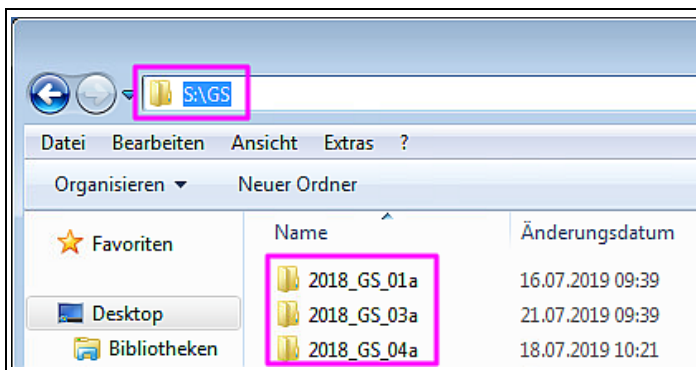 S:\GS
Datei Bearbeiten Ansicht Extras ?
Organisieren Neuer Ordner
Name Änderungsdatum
Favoriten
2018_GS_01a 16.07.2019 09:39
Desktop 2018_GS_03a 21.07.2019 09:39
Bibliotheken 2018_GS_04a 18.07.2019 10:21